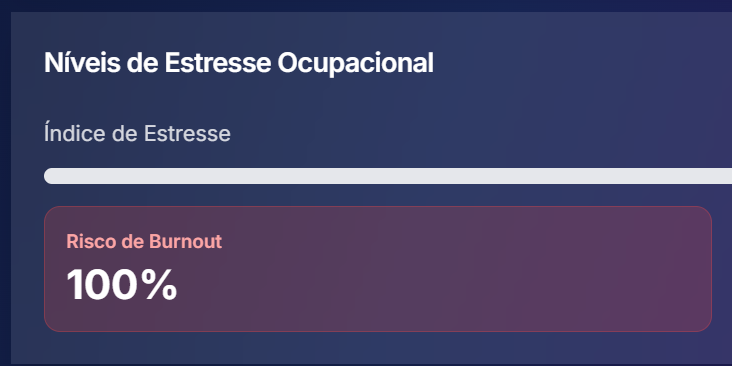 Níveis de Estresse Ocupacional
Índice de Estresse
Risco de Burnout
100%